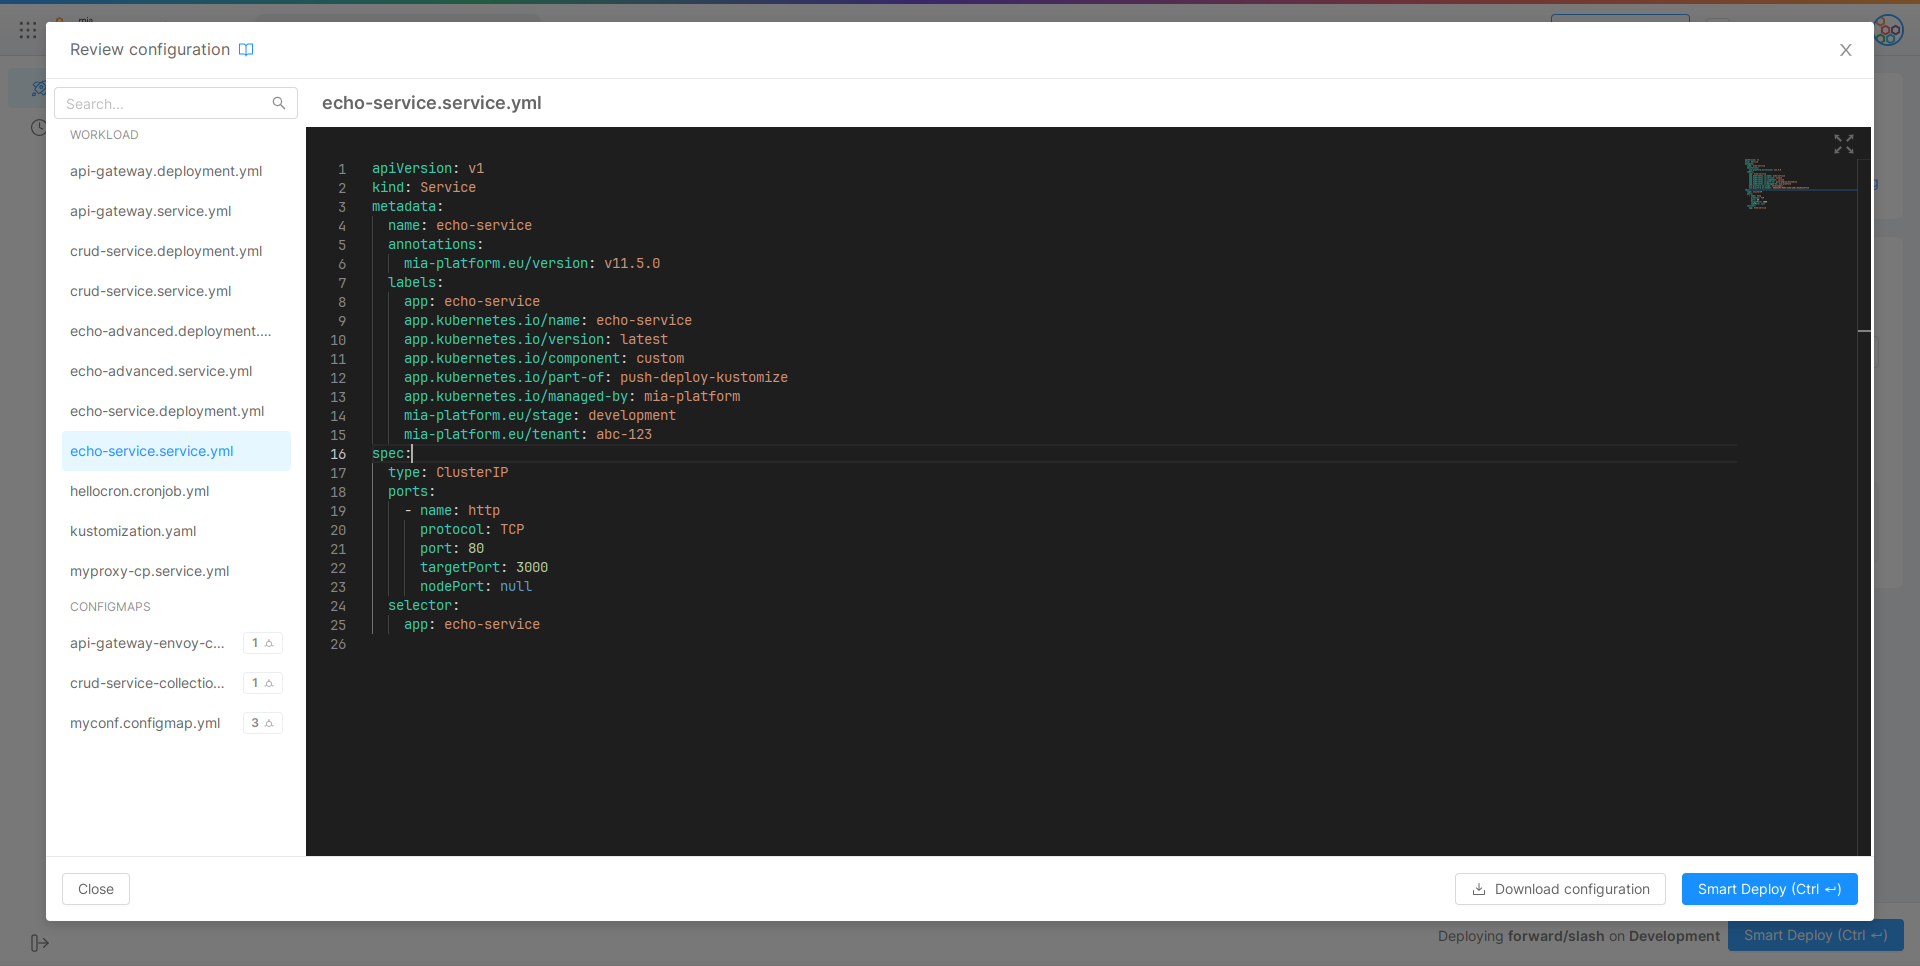 mia
Review configuration
Search...
WORKLOAD
api-gateway.deployment.yml
api-gateway.service.yml
crud-service.deployment.yml
crud-service.service.yml
echo-advanced.deployment....
echo-advanced.service.yml
echo-service.deployment.yml
echo-service.service.yml
hellocron.cronjob.yml
kustomization.yaml
myproxy-cp.service.yml
CONFIGMAPS
api-gateway-envoy-c... 1
crud-service-collectio... 1
myconf.configmap.yml 3
echo-service.service.yml
1 apiVersion: v1
2 kind: Service
3 metadata:
4 name: echo-service
5 annotations:
6 mia-platform.eu/version: v11.5.0
7 labels:
8 app: echo-service
9 app.kubernetes.io/name: echo-service
10 app.kubernetes.io/version: latest
11 app.kubernetes.io/component: custom
12 app.kubernetes.io/part-of: push-deploy-kustomize
13 app.kubernetes.io/managed-by: mia-platform
14 mia-platform.eu/stage: development
15 mia-platform.eu/tenant: abc-123
16 spec:
17 type: ClusterIP
18 ports:
19 - name: http
20 protocol: TCP
21 port: 80
22 targetPort: 3000
23 nodePort: null
24 selector:
25 app: echo-service
26
Close
Download configuration
Smart Deploy (Ctrl ↩)
Deploying forward/slash on Development
Smart Deploy (Ctrl ↩)